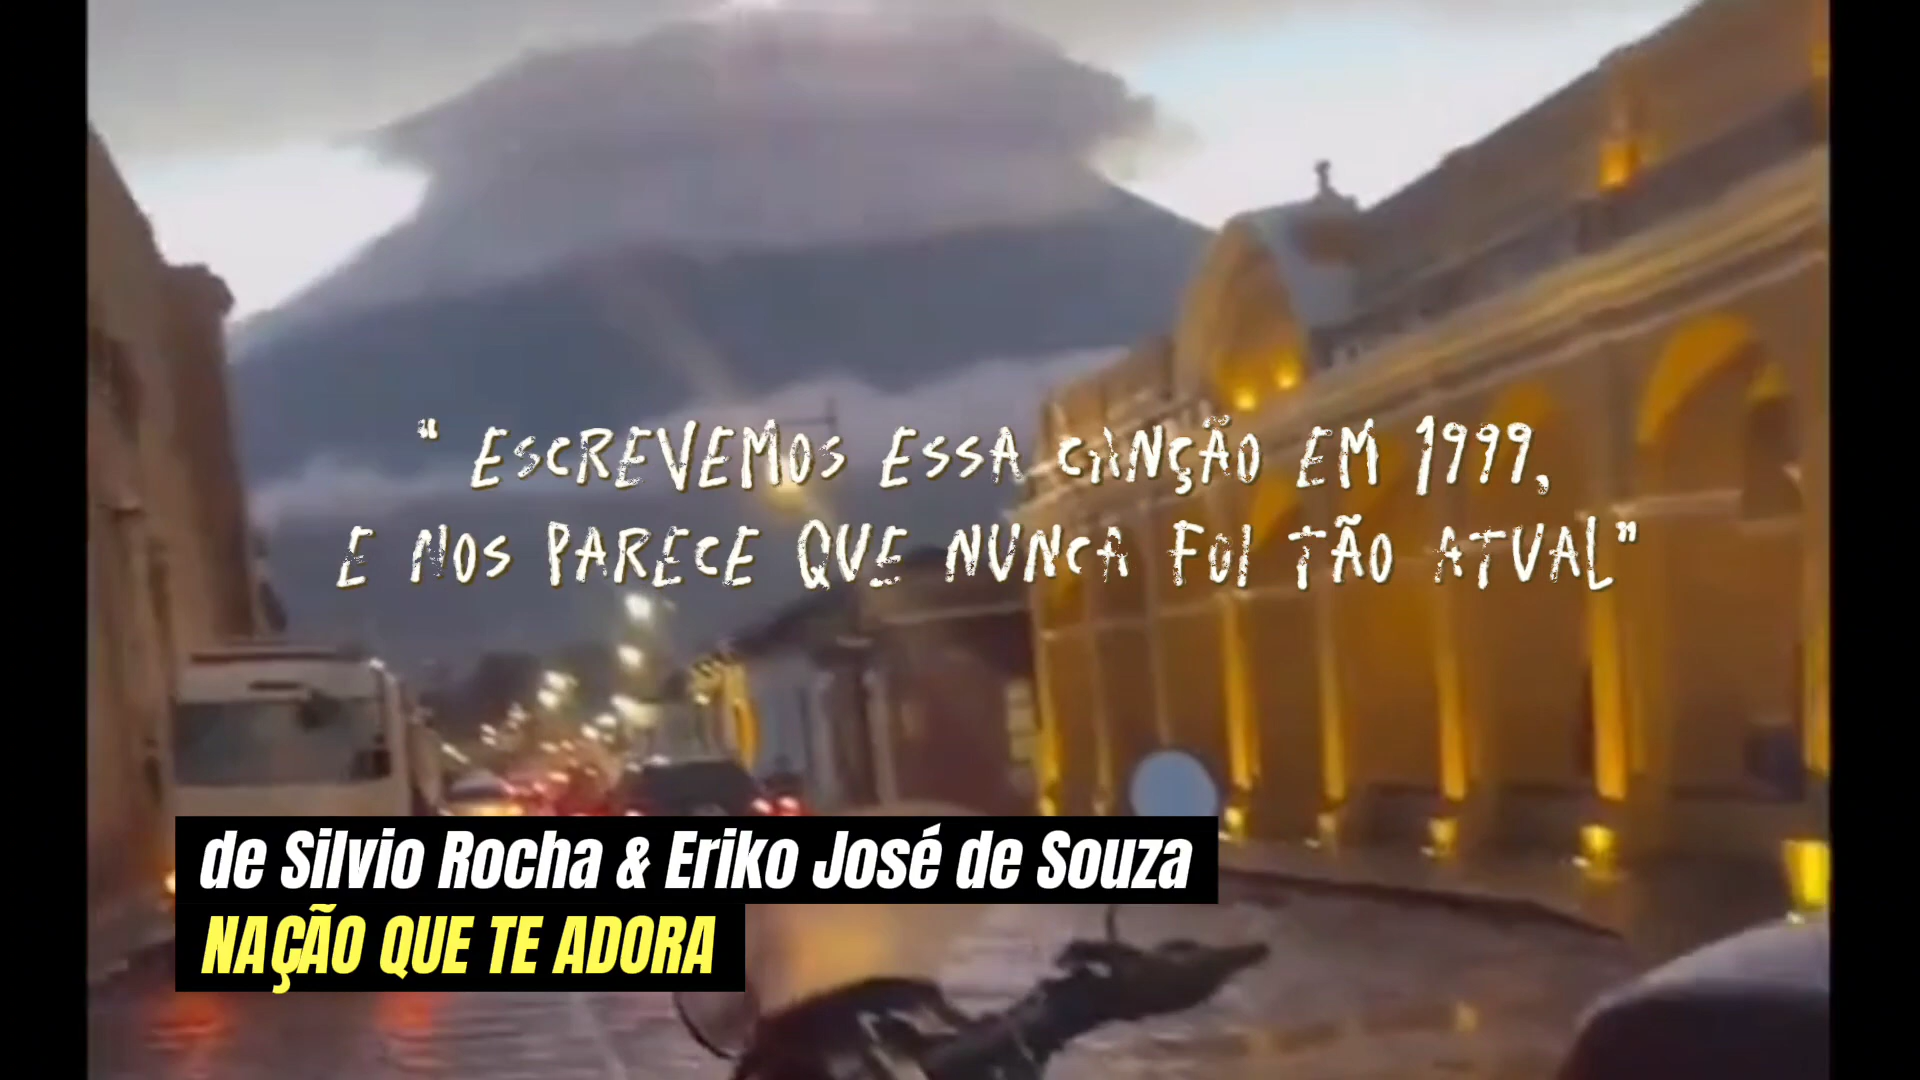 “ ESCREVEMOS ESSA CANÇÃO EM 1999,
E NOS PARECE QUE NUNCA FOI TÃO ATUAL”
de Silvio Rocha & Eriko José de Souza
NAÇÃO QUE TE ADORA